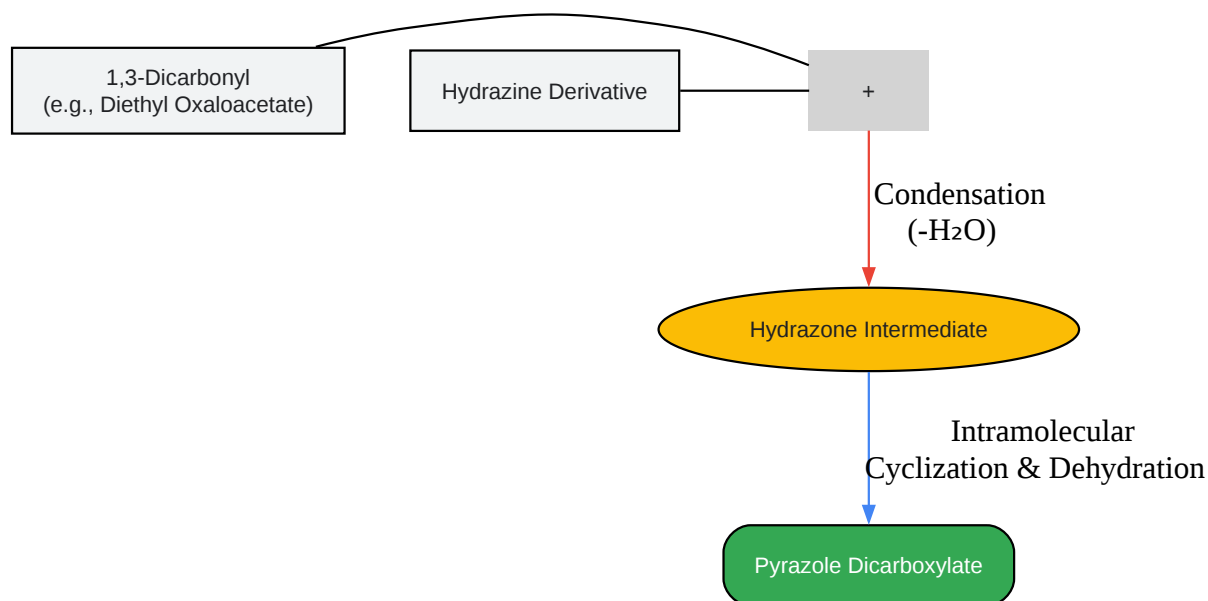 1,3-Dicarbonyl
(e.g., Diethyl Oxaloacetate)
Hydrazine Derivative
+
Condensation
(-H₂O)
Hydrazone Intermediate
Intramolecular
Cyclization & Dehydration
Pyrazole Dicarboxylate